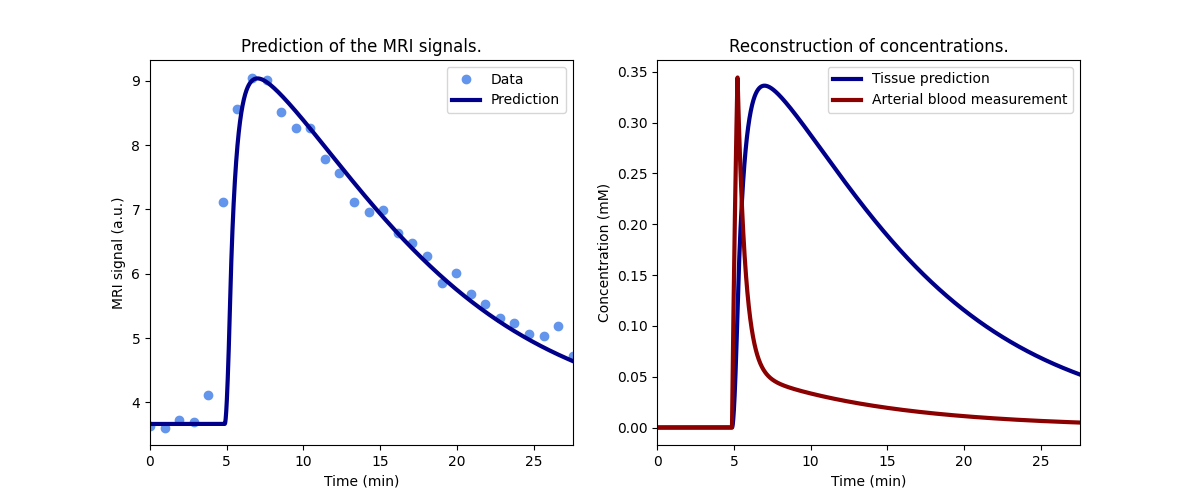 Prediction of the MRI signals.
MRI signal (a.u.)
9
8
7
6
5
4
0
5
10
15
20
25
Time (min)
Data
Prediction
Reconstruction of concentrations.
Concentration (mM)
0.35
0.30
0.25
0.20
0.15
0.10
0.05
0.00
0
5
10
15
20
25
Time (min)
Tissue prediction
Arterial blood measurement